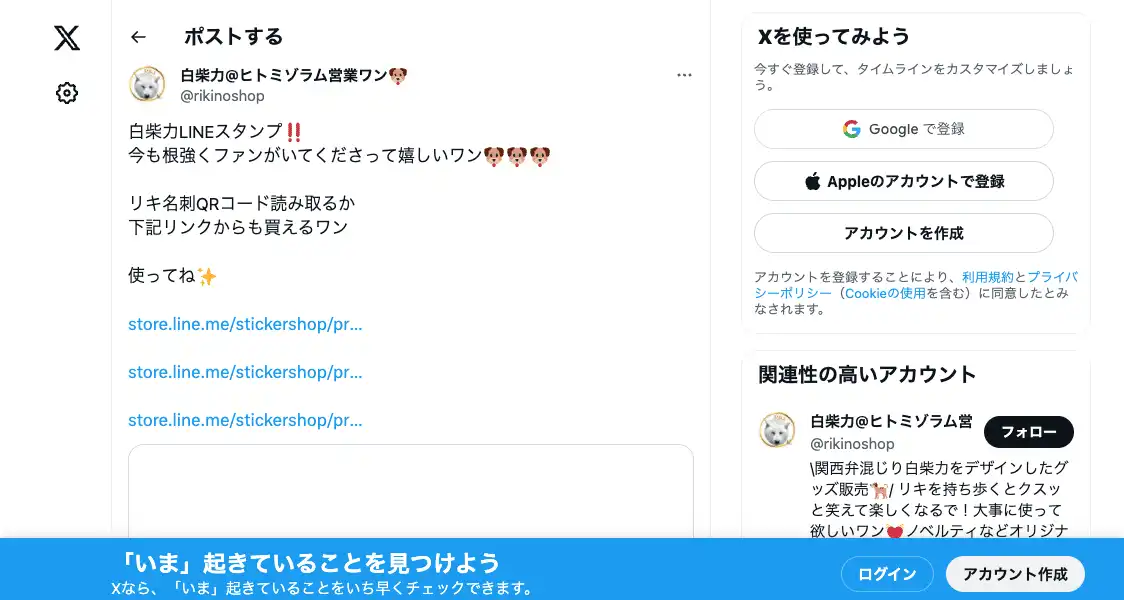 ポストする
白柴力@ヒトミゾラム営業ワン🐶
@rikinoshop
白柴力LINEスタンプ‼️
今も根強くファンがいてくださって嬉しいワン🐶🐶🐶
リキ名刺QRコード読み取るか
下記リンクからも買えるワン
使ってね✨
store.line.me/stickershop/pr…
store.line.me/stickershop/pr…
store.line.me/stickershop/pr…
Xを使ってみよう
今すぐ登録して、タイムラインをカスタマイズしましょ
う。
Google で登録
Appleのアカウントで登録
アカウントを作成
アカウントを登録することにより、利用規約とプライバ
シーポリシー（Cookieの使用を含む）に同意したとみ
なされます。
関連性の高いアカウント
白柴力@ヒトミゾラム営
@rikinoshop
フォロー
\関西弁混じり白柴力をデザインしたグ
ッズ販売🐕/ リキを持ち歩くとクスッ
と笑えて楽しくなるで！大事に使って
欲しいワン💓ノベルティなどオリジナ
「いま」起きていることを見つけよう
Xなら、「いま」起きていることをいち早くチェックできます。
ログイン
アカウント作成